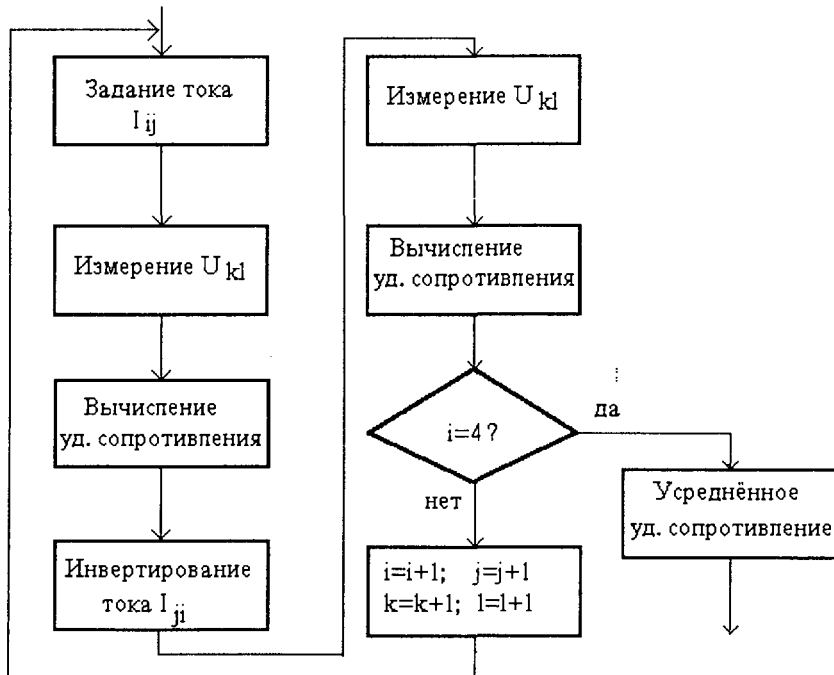 Задание тока
I ij
Измерение U kl
Вычисление
уд. сопротивления
Инвертирование
тока I ji
Измерение U kl
Вычисление
уд. сопротивления
i=4?
да
нет
Усреднённое
уд. сопротивление
i=i+1; j=j+1
k=k+1; l=l+1